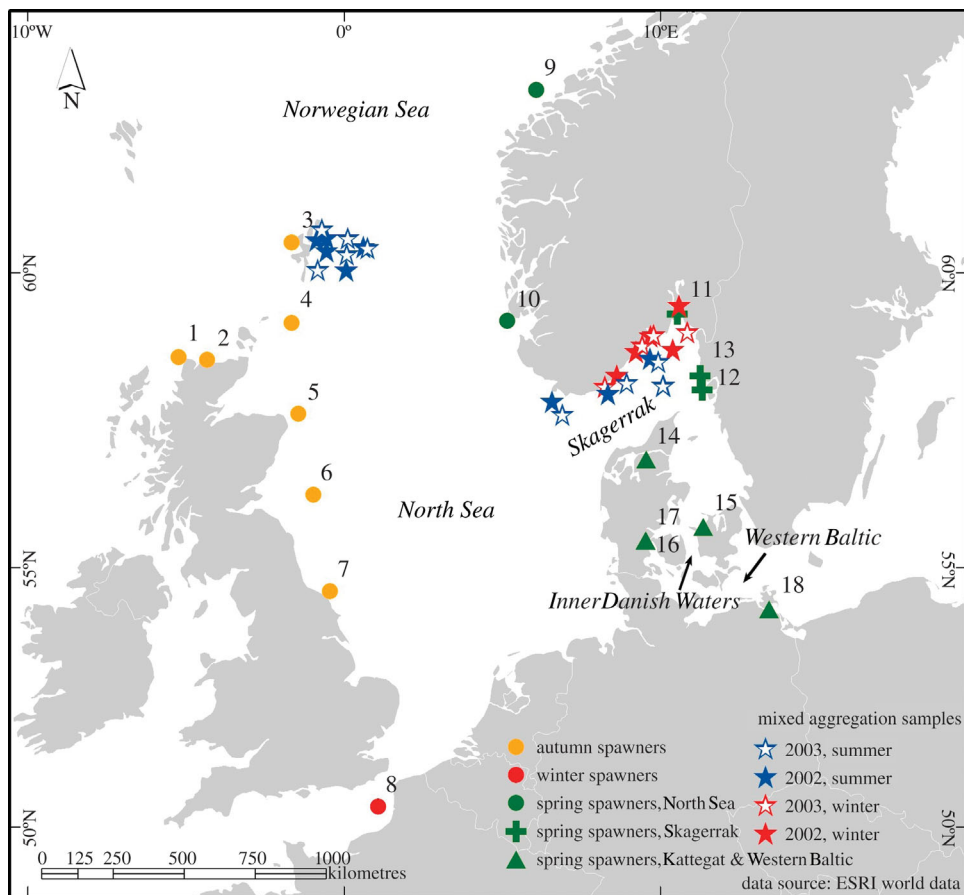 10ºW 0º 10ºE
9
N
Norwegian Sea
3
60ºN 60ºN
4 10 11
1 2 13
12
5 Skagerrak
14
6 North Sea
17 15
16 Western Baltic
55ºN 55ºN
7 18
InnerDanish Waters
mixed aggregation samples
autumn spawners 2003, summer
8 winter spawners 2002, summer
spring spawners, North Sea 2003, winter
50ºN 50ºN
spring spawners, Skagerrak 2002, winter
0 125 250 500 750 1000
spring spawners, Kattegat & Western Baltic
kilometres
data source: ESRI world data